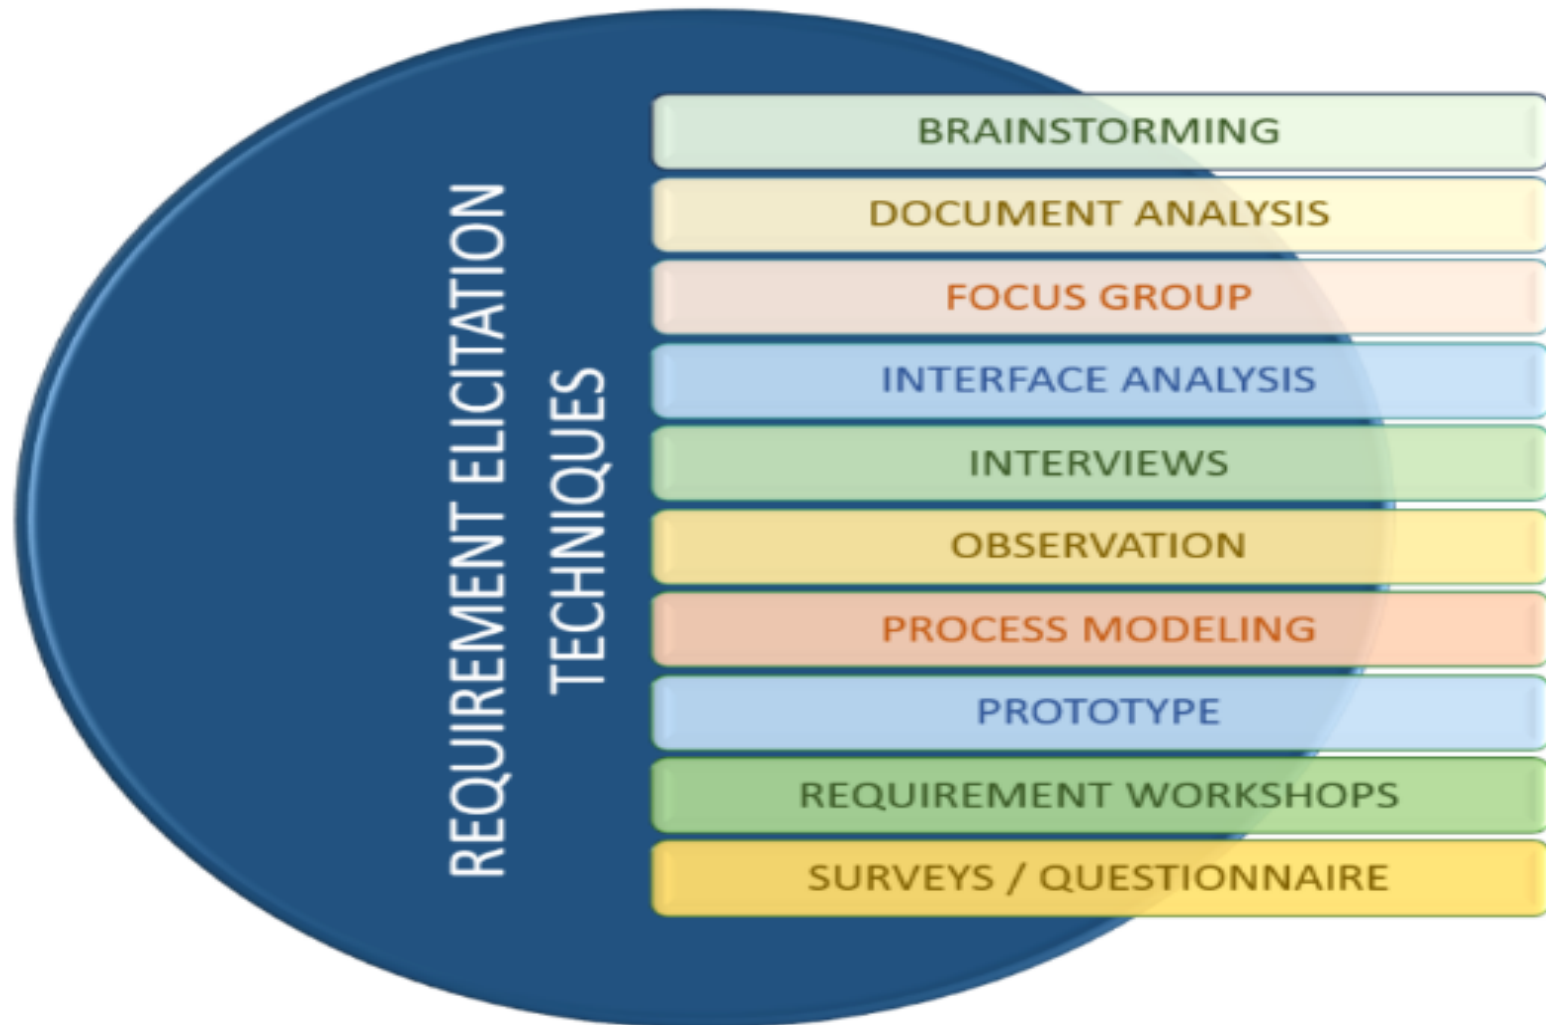 REQUIREMENT ELICITATION
TECHNIQUES
BRAINSTORMING
DOCUMENT ANALYSIS
FOCUS GROUP
INTERFACE ANALYSIS
INTERVIEWS
OBSERVATION
PROCESS MODELING
PROTOTYPE
REQUIREMENT WORKSHOPS
SURVEYS / QUESTIONNAIRE